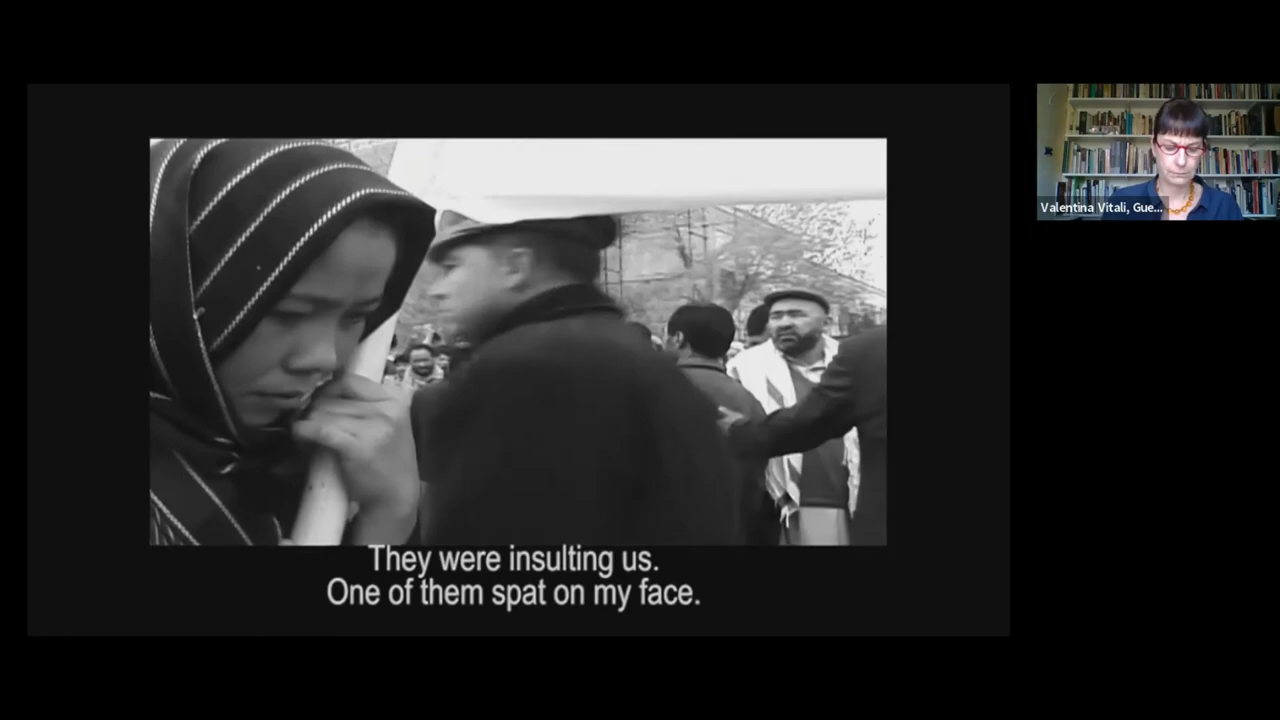 Valentina Vitali, Gue...
They were insulting us.
One of them spat on my face.